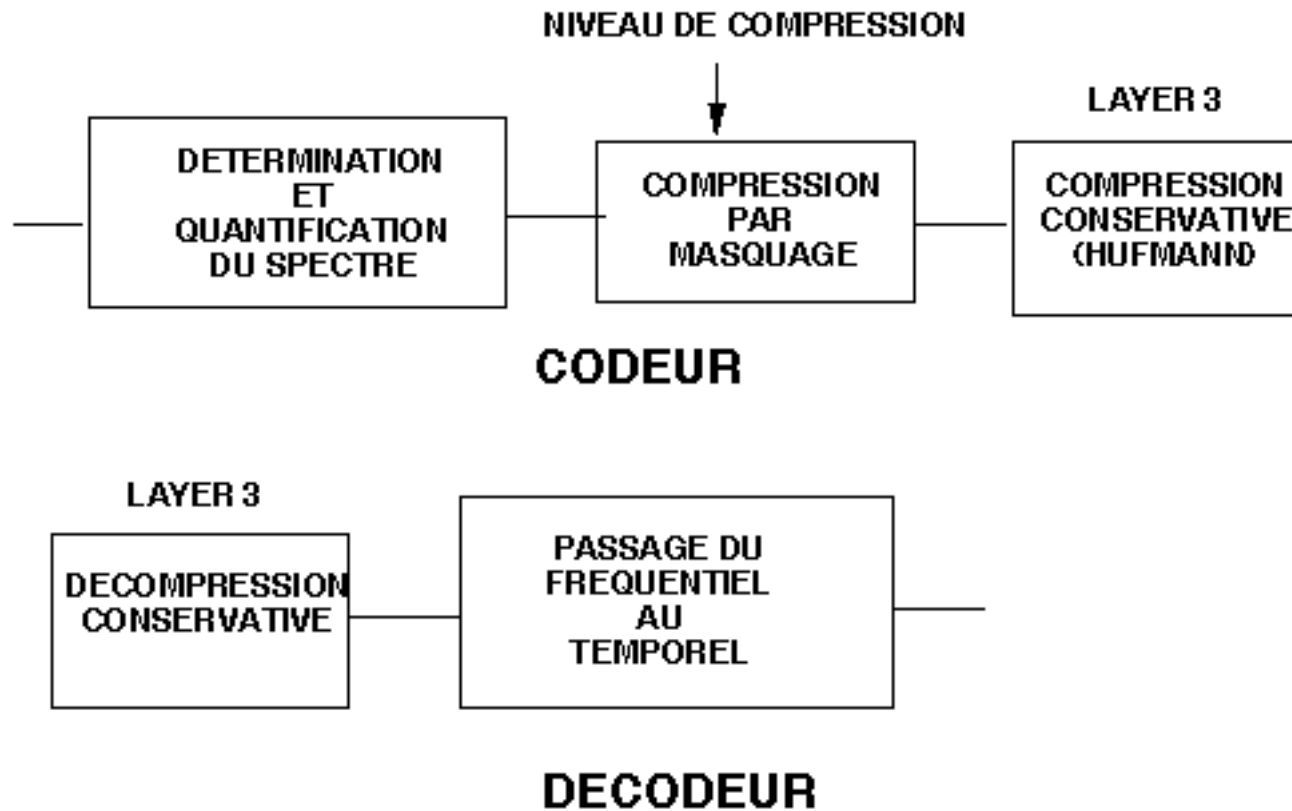 NIVEAU DE COMPRESSION
LAYER 3
DETERMINATION
ET
QUANTIFICATION
DU SPECTRE
COMPRESSION
PAR
MASQUAGE
COMPRESSION
CONSERVATIVE
(HUFMANN)
CODEUR
LAYER 3
DECOMPRESSION
CONSERVATIVE
PASSAGE DU
FREQUENTIEL
AU
TEMPOREL
DECODEUR